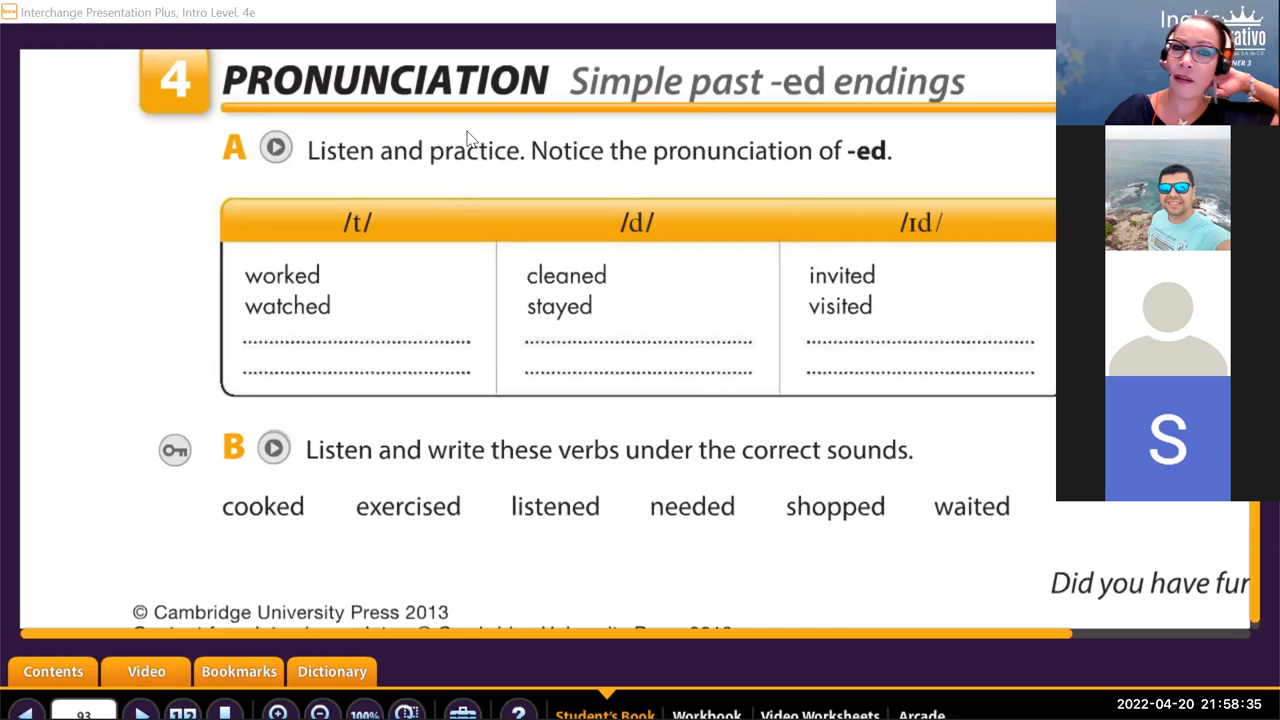 Interchange Presentation Plus, Intro Level, 4e
4 PRONUNCIATION Simple past -ed endings
A Listen and practice. Notice the pronunciation of -ed.
/t/ /d/ /ɪd/
worked cleaned invited
watched stayed visited
B Listen and write these verbs under the correct sounds.
cooked exercised listened needed shopped waited
Did you have fun
© Cambridge University Press 2013
Contents Video Bookmarks Dictionary
93 100% ?
Student's Book Workbook Video Worksheets Arcade
S
2022-04-20 21:58:35